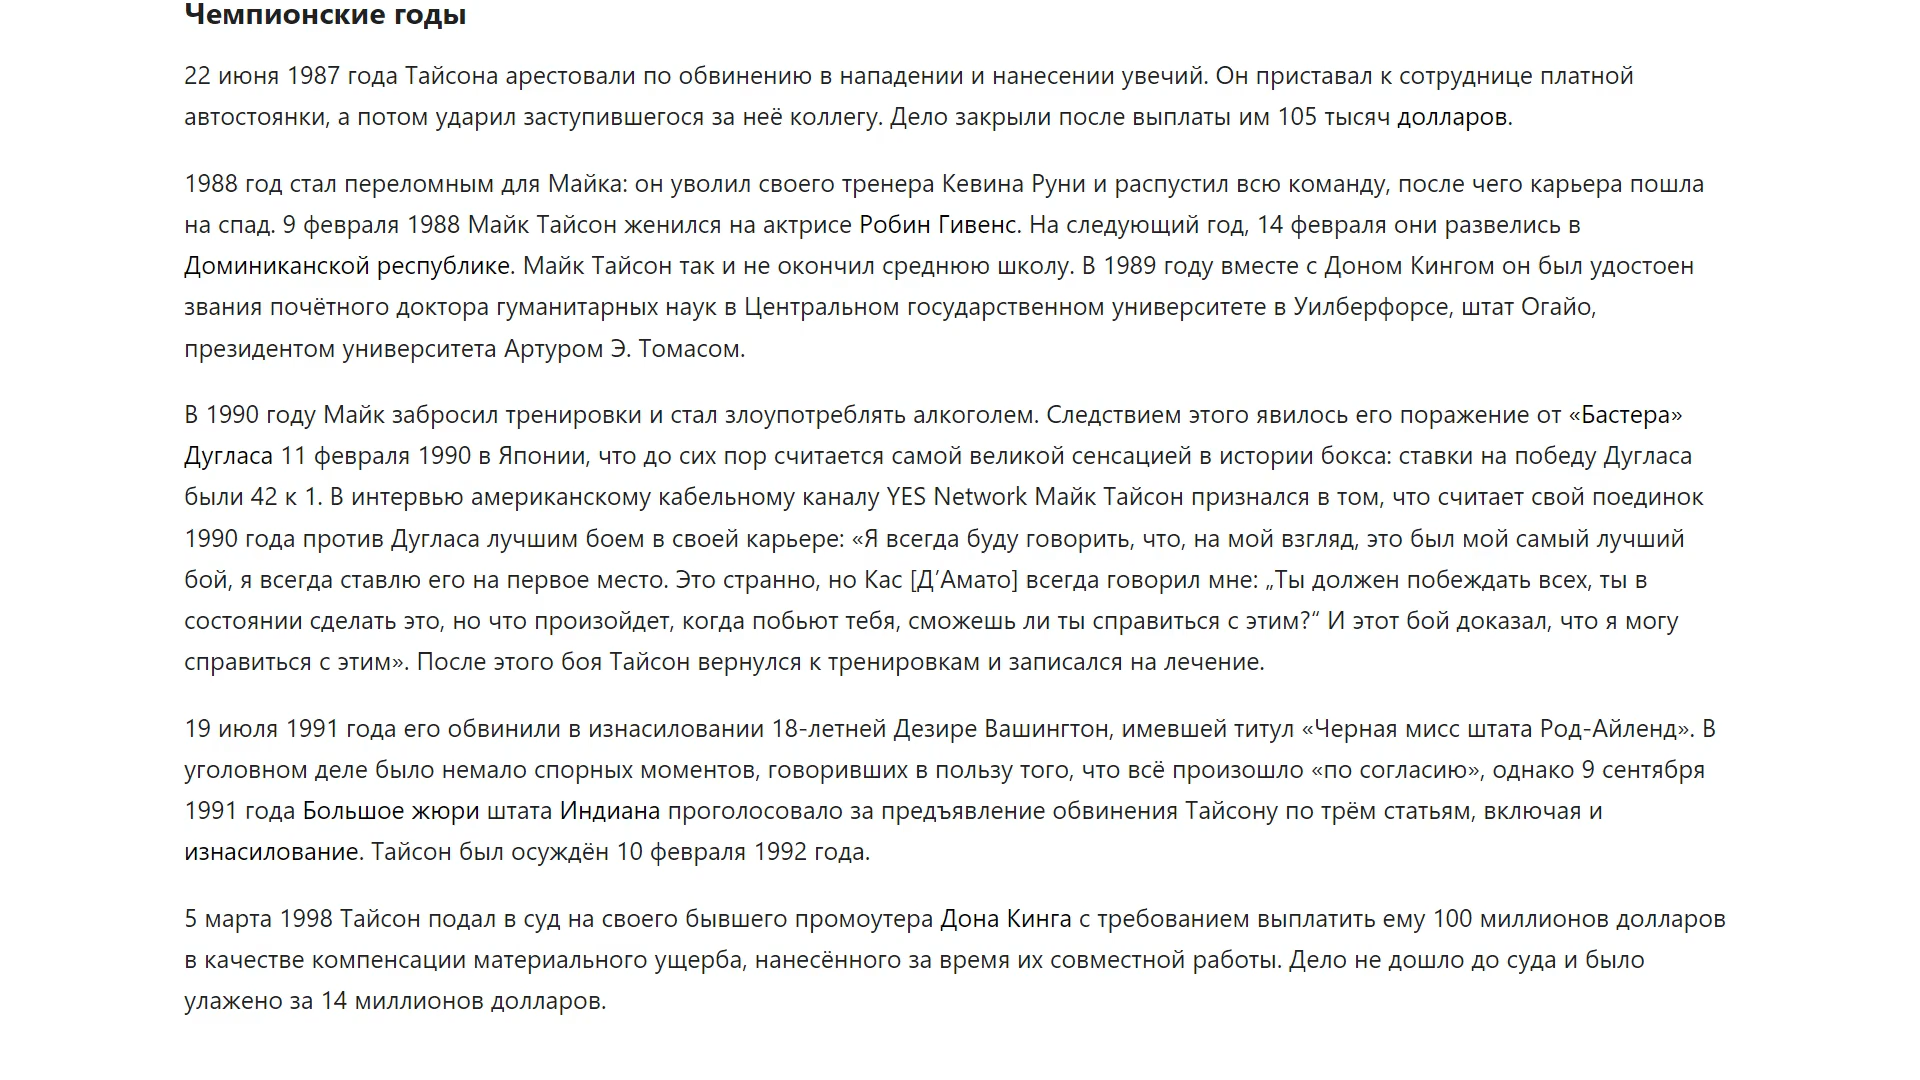 Чемпионские годы
22 июня 1987 года Тайсона арестовали по обвинению в нападении и нанесении увечий. Он приставал к сотруднице платной
автостоянки, а потом ударил заступившегося за неё коллегу. Дело закрыли после выплаты им 105 тысяч долларов.
1988 год стал переломным для Майка: он уволил своего тренера Кевина Руни и распустил всю команду, после чего карьера пошла
на спад. 9 февраля 1988 Майк Тайсон женился на актрисе Робин Гивенс. На следующий год, 14 февраля они развелись в
Доминиканской республике. Майк Тайсон так и не окончил среднюю школу. В 1989 году вместе с Доном Кингом он был удостоен
звания почётного доктора гуманитарных наук в Центральном государственном университете в Уилберфорсе, штат Огайо,
президентом университета Артуром Э. Томасом.
В 1990 году Майк забросил тренировки и стал злоупотреблять алкоголем. Следствием этого явилось его поражение от «Бастера»
Дугласа 11 февраля 1990 в Японии, что до сих пор считается самой великой сенсацией в истории бокса: ставки на победу Дугласа
были 42 к 1. В интервью американскому кабельному каналу YES Network Майк Тайсон признался в том, что считает свой поединок
1990 года против Дугласа лучшим боем в своей карьере: «Я всегда буду говорить, что, на мой взгляд, это был мой самый лучший
бой, я всегда ставлю его на первое место. Это странно, но Кас [Д’Амато] всегда говорил мне: „Ты должен побеждать всех, ты в
состоянии сделать это, но что произойдет, когда побьют тебя, сможешь ли ты справиться с этим?“ И этот бой доказал, что я могу
справиться с этим». После этого боя Тайсон вернулся к тренировкам и записался на лечение.
19 июля 1991 года его обвинили в изнасиловании 18-летней Дезире Вашингтон, имевшей титул «Черная мисс штата Род-Айленд». В
уголовном деле было немало спорных моментов, говоривших в пользу того, что всё произошло «по согласию», однако 9 сентября
1991 года Большое жюри штата Индиана проголосовало за предъявление обвинения Тайсону по трём статьям, включая и
изнасилование. Тайсон был осуждён 10 февраля 1992 года.
5 марта 1998 Тайсон подал в суд на своего бывшего промоутера Дона Кинга с требованием выплатить ему 100 миллионов долларов
в качестве компенсации материального ущерба, нанесённого за время их совместной работы. Дело не дошло до суда и было
улажено за 14 миллионов долларов.